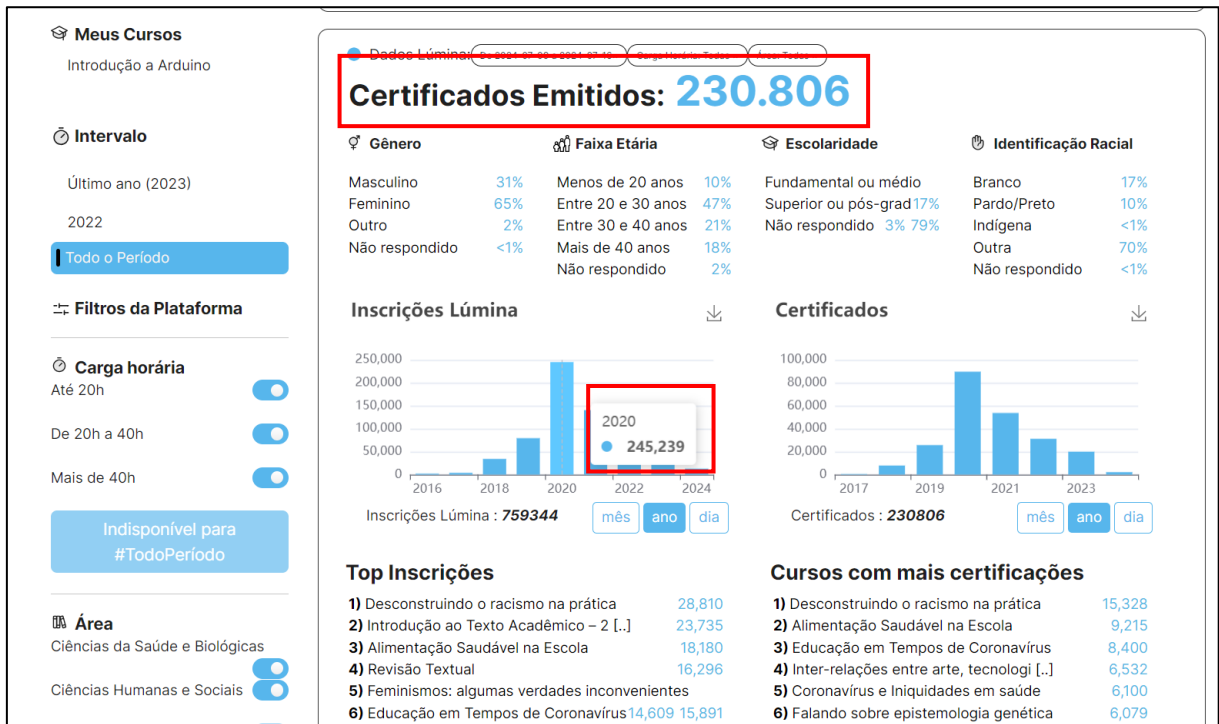 Meus Cursos
Introdução a Arduino
Intervalo
Último ano (2023)
2022
Todo o Período
Filtros da Plataforma
Carga horária
Até 20h
De 20h a 40h
Mais de 40h
Indisponível para
#TodoPeríodo
Área
Ciências da Saúde e Biológicas
Ciências Humanas e Sociais
Dados Lúmina:
Certificados Emitidos: 230.806
Gênero
Masculino 31%
Feminino 65%
Outro 2%
Não respondido <1%
Faixa Etária
Menos de 20 anos 10%
Entre 20 e 30 anos 47%
Entre 30 e 40 anos 21%
Mais de 40 anos 18%
Não respondido 2%
Escolaridade
Fundamental ou médio
Superior ou pós-grad 17%
Não respondido 3% 79%
Identificação Racial
Branco 17%
Pardo/Preto 10%
Indígena <1%
Outra 70%
Não respondido <1%
Inscrições Lúmina
250,000
200,000
150,000
100,000
50,000
0
2016 2018 2020 2022 2024
2020
245,239
Inscrições Lúmina : 759344
mês ano dia
Certificados
100,000
80,000
60,000
40,000
20,000
0
2017 2019 2021 2023
Certificados : 230806
mês ano dia
Top Inscrições
1) Desconstruindo o racismo na prática 28,810
2) Introdução ao Texto Acadêmico – 2 [..] 23,735
3) Alimentação Saudável na Escola 18,180
4) Revisão Textual 16,296
5) Feminismos: algumas verdades inconvenientes
6) Educação em Tempos de Coronavírus 14,609 15,891
Cursos com mais certificações
1) Desconstruindo o racismo na prática 15,328
2) Alimentação Saudável na Escola 9,215
3) Educação em Tempos de Coronavírus 8,400
4) Inter-relações entre arte, tecnologi [..] 6,532
5) Coronavírus e Iniquidades em saúde 6,100
6) Falando sobre epistemologia genética 6,079